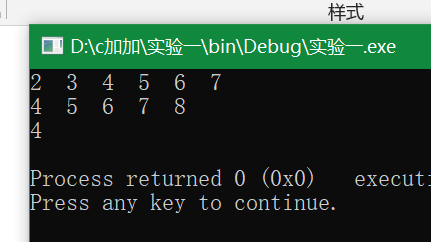 样式
D:\c加加\实验一\bin\Debug\实验一.exe
2 3 4 5 6 7
4 5 6 7 8
4
Process returned 0 (0x0)
Press any key to continue.